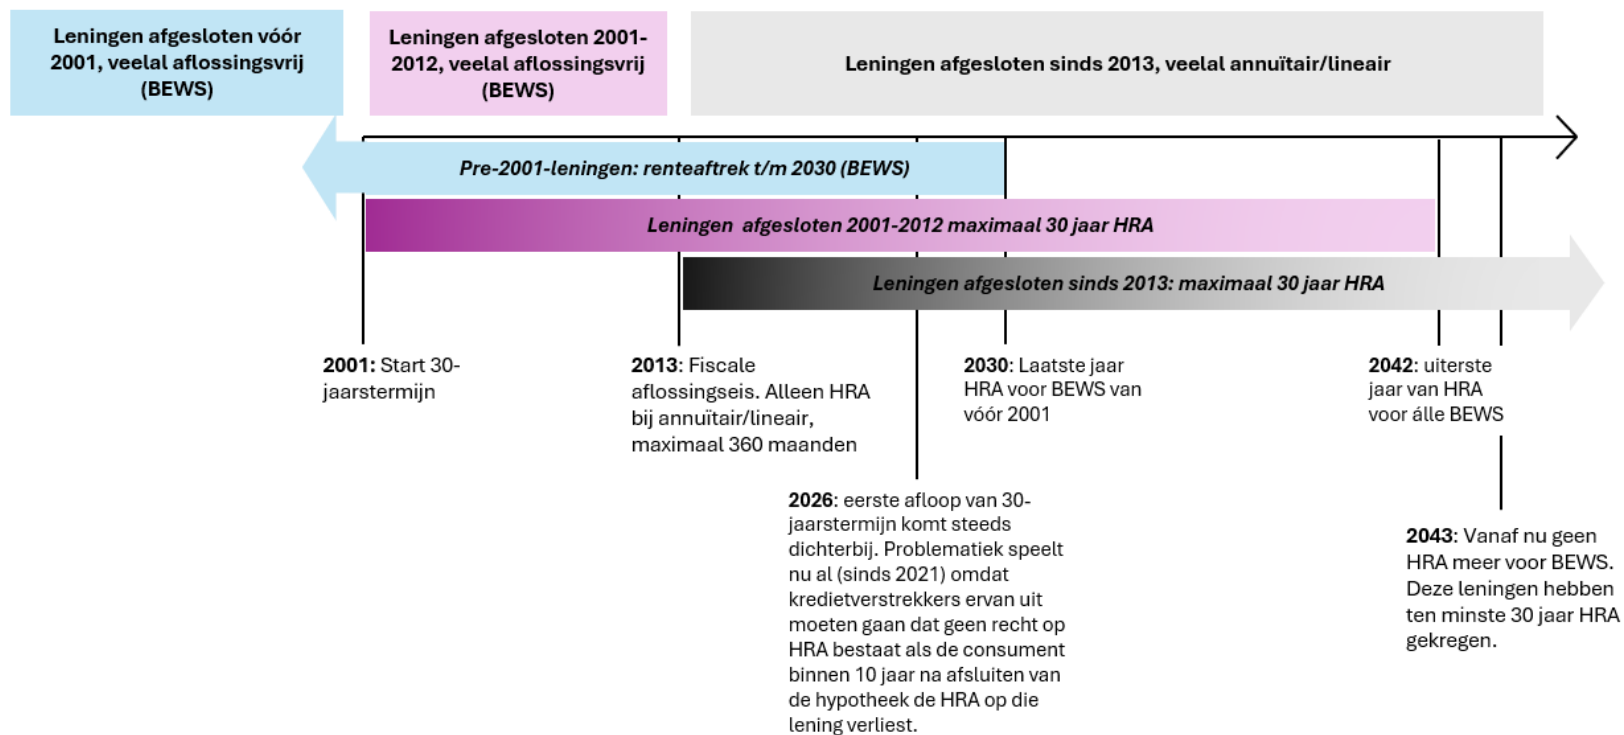 Leningen afgesloten vóór
2001, veelal aflossingsvrij
(BEWS)
Leningen afgesloten 2001-
2012, veelal aflossingsvrij
(BEWS)
Leningen afgesloten sinds 2013, veelal annuïtair/lineair
Pre-2001-leningen: renteaftrek t/m 2030 (BEWS)
Leningen afgesloten 2001-2012 maximaal 30 jaar HRA
Leningen afgesloten sinds 2013: maximaal 30 jaar HRA
2001: Start 30-
jaarstermijn
2013: Fiscale
aflossingseis. Alleen HRA
bij annuïtair/lineair,
maximaal 360 maanden
2030: Laatste jaar
HRA voor BEWS van
vóór 2001
2042: uiterste
jaar van HRA
voor álle BEWS
2026: eerste afloop van 30-
jaarstermijn komt steeds
dichterbij. Problematiek speelt
nu al (sinds 2021) omdat
kredietverstrekkers ervan uit
moeten gaan dat geen recht op
HRA bestaat als de consument
binnen 10 jaar na afsluiten van
de hypotheek de HRA op die
lening verliest.
2043: Vanaf nu geen
HRA meer voor BEWS.
Deze leningen hebben
ten minste 30 jaar HRA
gekregen.